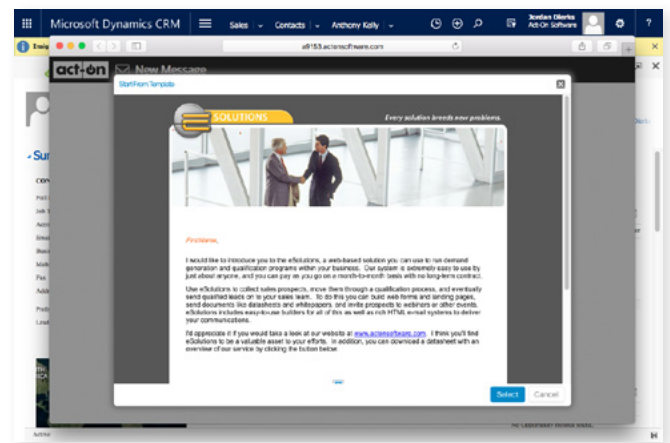 Microsoft Dynamics CRM
Sales
Contacts
Anthony Kelly
Jordan Dierks
Act-On Software
?
a9153.actonsoftware.com
act-on
New Message
Start From Template
SOLUTIONS
Every solution breeds new problems.
Firstname,
I would like to introduce you to the eSolutions, a web-based solution you can use to run demand
generation and qualification programs within your business. Our system is extremely easy to use by
just about anyone, and you can pay as you go on a month-to-month basis with no long-term contract.
Use eSolutions to collect sales prospects, move them through a qualification process, and eventually
send qualified leads on to your sales team. To do this you can build web forms and landing pages,
send documents like datasheets and whitepapers, and invite prospects to webinars or other events.
eSolutions includes easy-to-use builders for all of this as well as rich HTML e-mail systems to deliver
your communications.
I'd appreciate it if you would take a look at our website at www.actonsoftware.com. I think you'll find
eSolutions to be a valuable asset to your efforts. In addition, you can download a datasheet with an
overview of our service by clicking the button below.
Select
Cancel
Sur